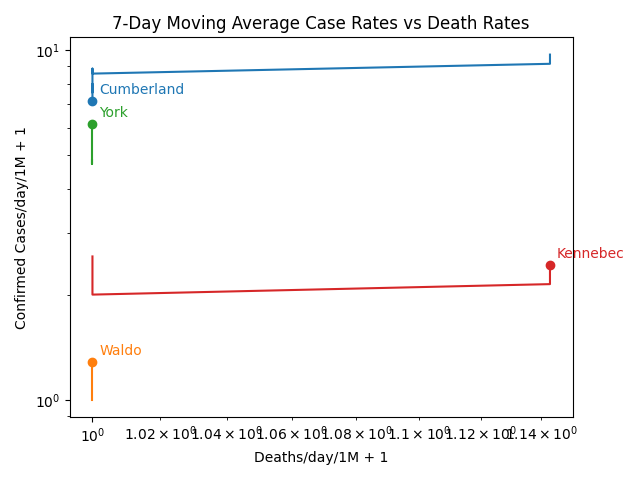 7-Day Moving Average Case Rates vs Death Rates
Confirmed Cases/day/1M + 1
10¹
10⁰
Cumberland
York
Kennebec
Waldo
10⁰ 1.02 × 10⁰ 1.04 × 10⁰ 1.06 × 10⁰ 1.08 × 10⁰ 1.1 × 10⁰ 1.12 × 10⁰ 1.14 × 10⁰
Deaths/day/1M + 1